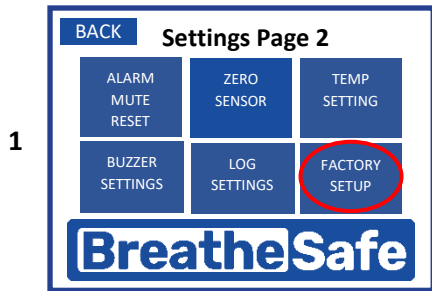 BACK
Settings Page 2
ALARM
MUTE
RESET
ZERO
SENSOR
TEMP
SETTING
1
BUZZER
SETTINGS
LOG
SETTINGS
FACTORY
SETUP
BreatheSafe